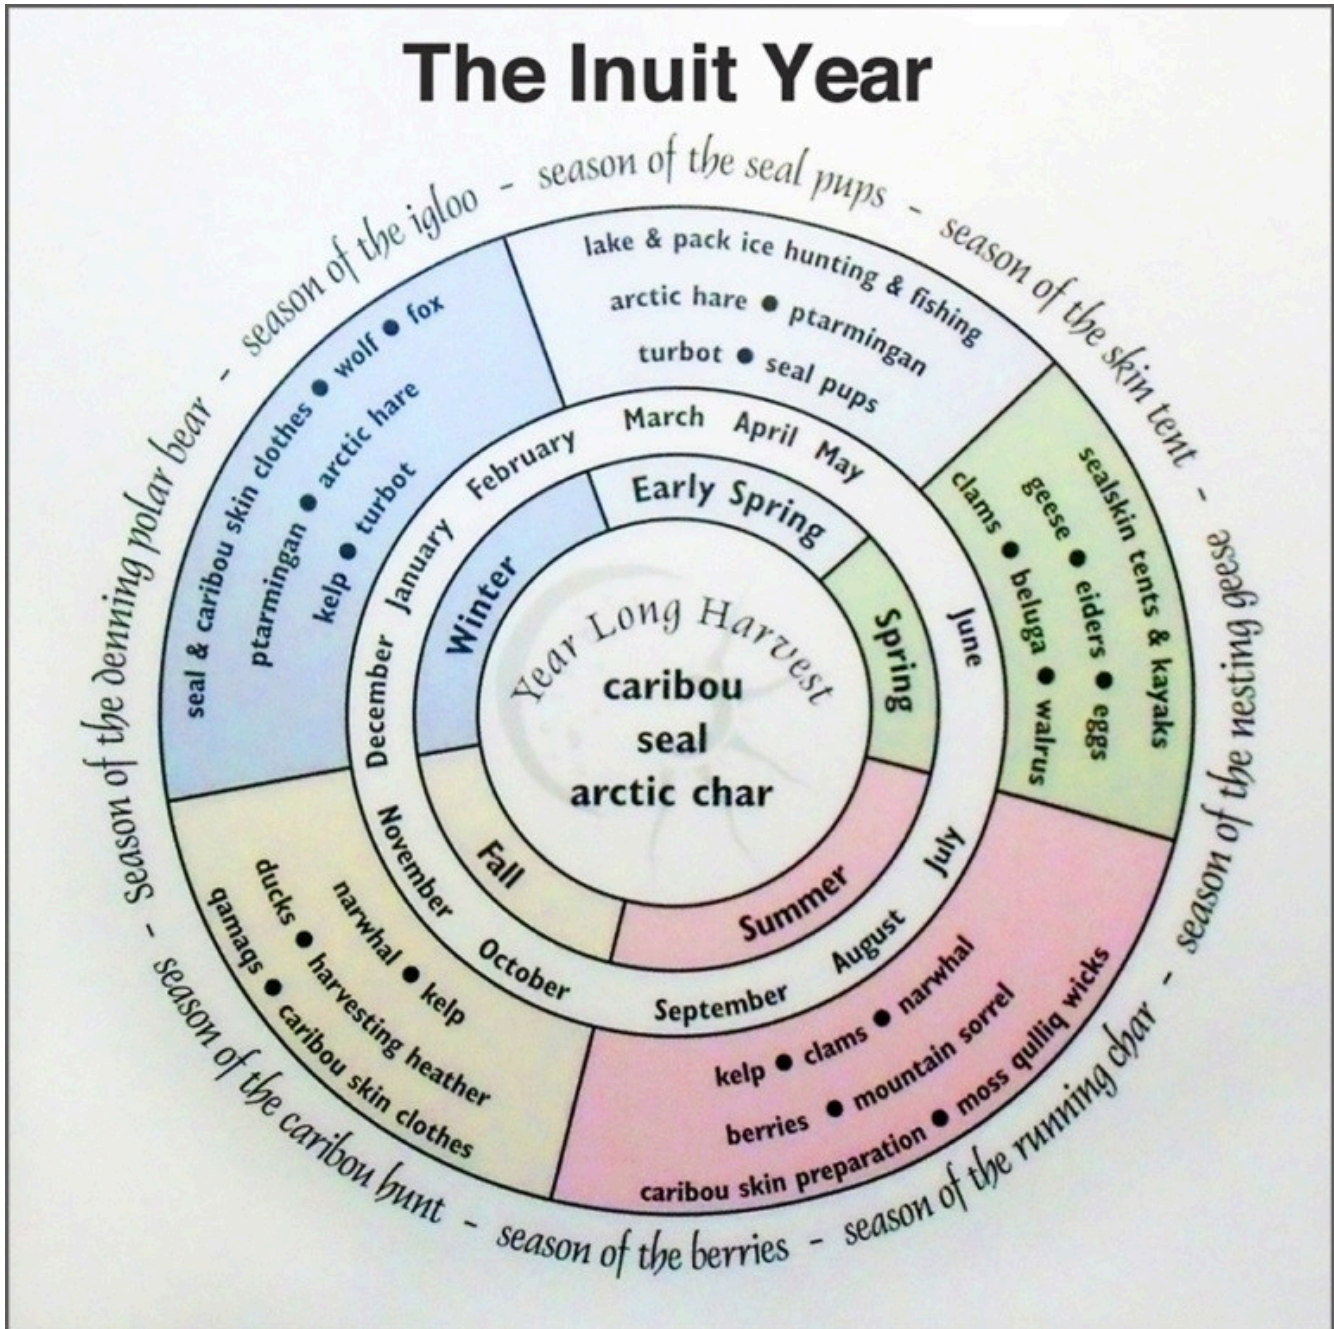 The Inuit Year
season of the seal pups - season of the skin tent - season of the nesting geese - season of the running char - season of the berries - season of the caribou hunt - season of the denning polar bear - season of the igloo -
lake & pack ice hunting & fishing
arctic hare ● ptarmigan
turbot ● seal pups
sealskin tents & kayaks
geese ● eiders ● eggs
clams ● beluga ● walrus
kelp ● clams ● narwhal
berries ● mountain sorrel
caribou skin preparation ● moss qulliq wicks
narwhal ● kelp
ducks ● harvesting heather
qamaqs ● caribou skin clothes
seal & caribou skin clothes ● wolf ● fox
ptarmigan ● arctic hare
kelp ● turbot
March April May June July August September October November December January February
Early Spring
Spring
Summer
Fall
Winter
Year Long Harvest
caribou
seal
arctic char